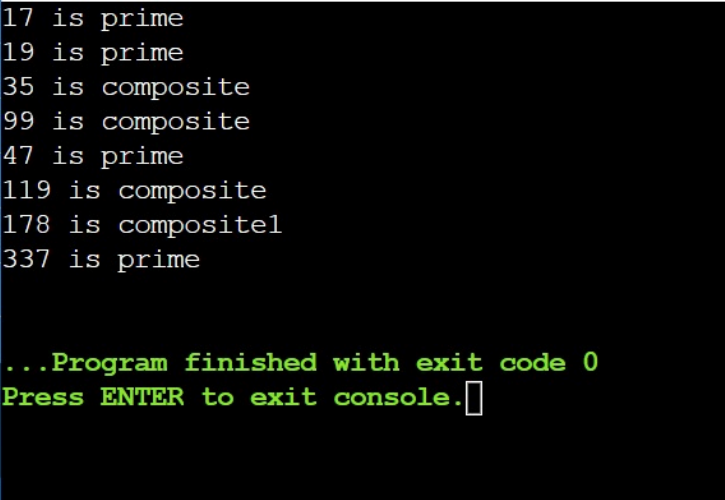 17 is prime
19 is prime
35 is composite
99 is composite
47 is prime
119 is composite
178 is composite1
337 is prime
...Program finished with exit code 0
Press ENTER to exit console.